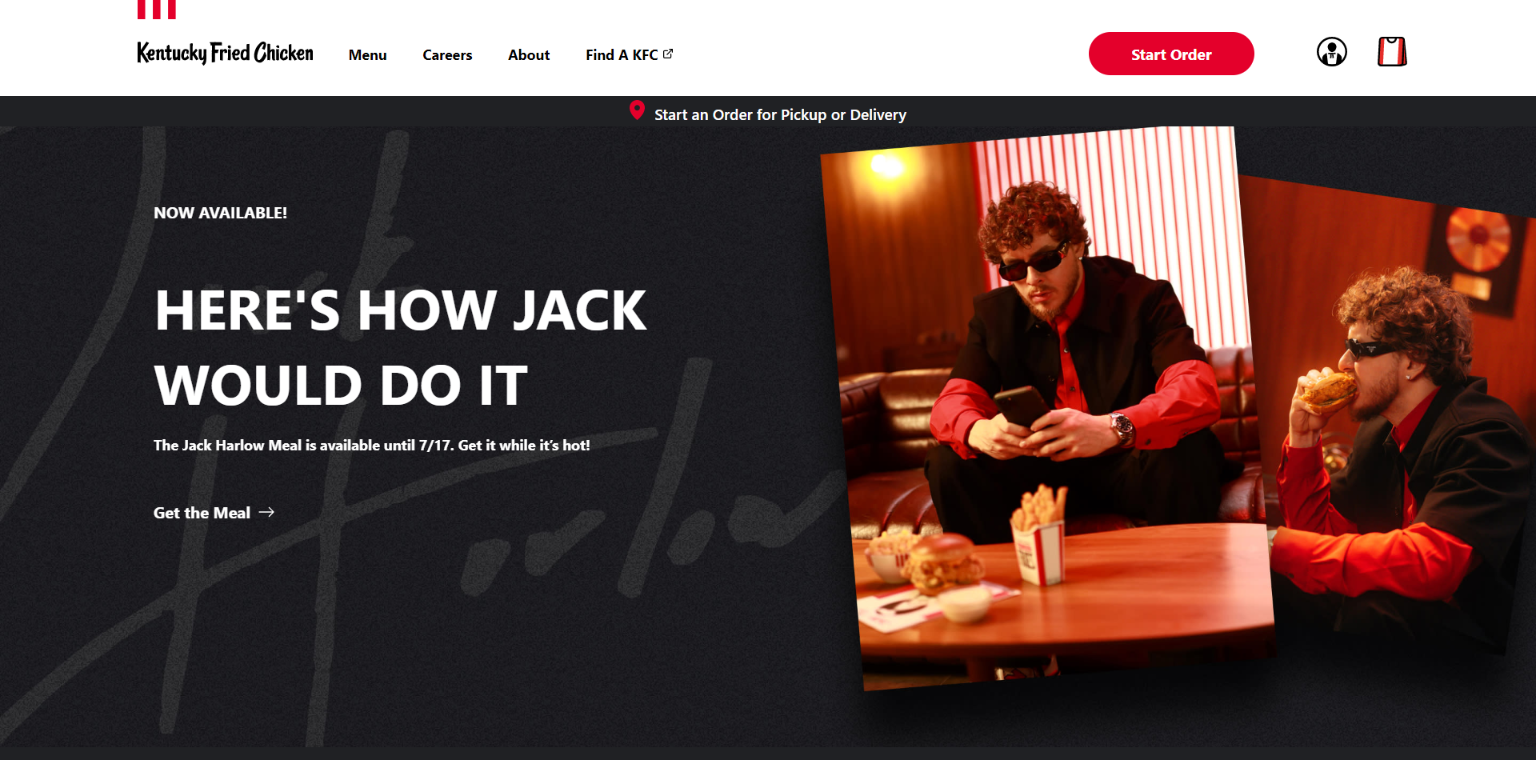 Kentucky Fried Chicken
Menu
Careers
About
Find A KFC
Start Order
Start an Order for Pickup or Delivery
NOW AVAILABLE!
HERE'S HOW JACK
WOULD DO IT
The Jack Harlow Meal is available until 7/17. Get it while it’s hot!
Get the Meal →
Jack
Harlow